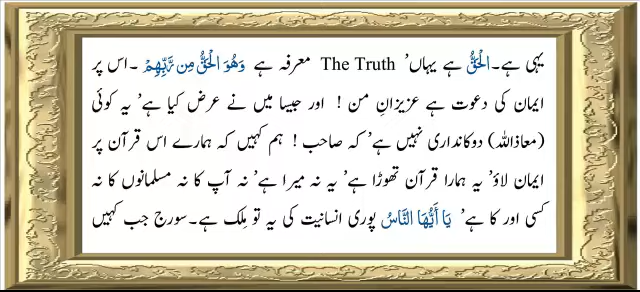 یہی ہے۔ الْحَقُّ ہے یہاں’ The Truth معرفہ ہے وَهُوَ الْحَقُّ مِن رَّبِّهِمْ ۔اس پر
ایمان کی دعوت ہے عزیزانِ من ! اور جیسا میں نے عرض کیا ہے’ یہ کوئی
(معاذاللہ) دوکانداری نہیں ہے’ کہ صاحب ! ہم کہیں کہ ہمارے اس قرآن پر
ایمان لاؤ’ یہ ہمارا قرآن تھوڑا ہے’ یہ نہ میرا ہے’ نہ آپ کا نہ مسلمانوں کا نہ
کسی اور کا ہے’ يَا أَيُّهَا النَّاسُ پوری انسانیت کی یہ تو مِلک ہے۔سورج جب کہیں